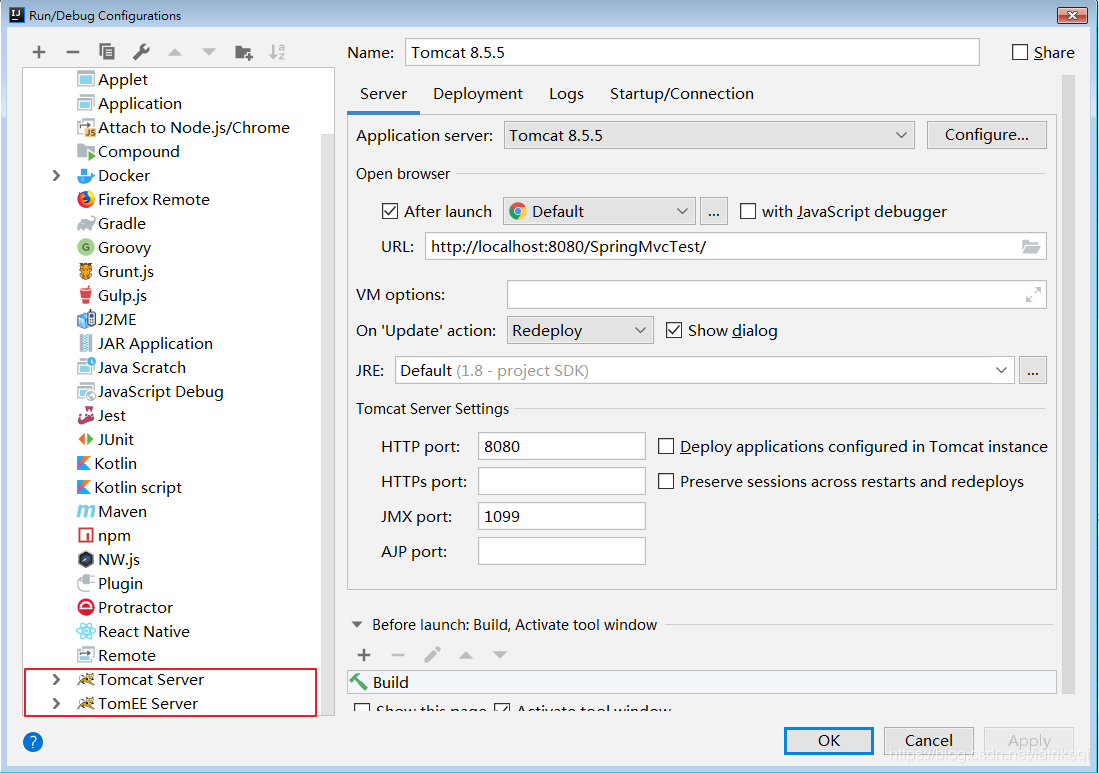 Run/Debug Configurations
Name: Tomcat 8.5.5 Share
Applet
Application
Attach to Node.js/Chrome
Compound
Docker
Firefox Remote
Gradle
Groovy
Grunt.js
Gulp.js
J2ME
JAR Application
Java Scratch
JavaScript Debug
Jest
JUnit
Kotlin
Kotlin script
Maven
npm
NW.js
Plugin
Protractor
React Native
Remote
Tomcat Server
TomEE Server
Server Deployment Logs Startup/Connection
Application server: Tomcat 8.5.5 Configure...
Open browser
After launch Default ... with JavaScript debugger
URL: http://localhost:8080/SpringMvcTest/
VM options:
On 'Update' action: Redeploy Show dialog
JRE: Default (1.8 - project SDK) ...
Tomcat Server Settings
HTTP port: 8080 Deploy applications configured in Tomcat instance
HTTPs port: Preserve sessions across restarts and redeploys
JMX port: 1099
AJP port:
Before launch: Build, Activate tool window
Build
Show this page Activate tool window
? OK Cancel Apply